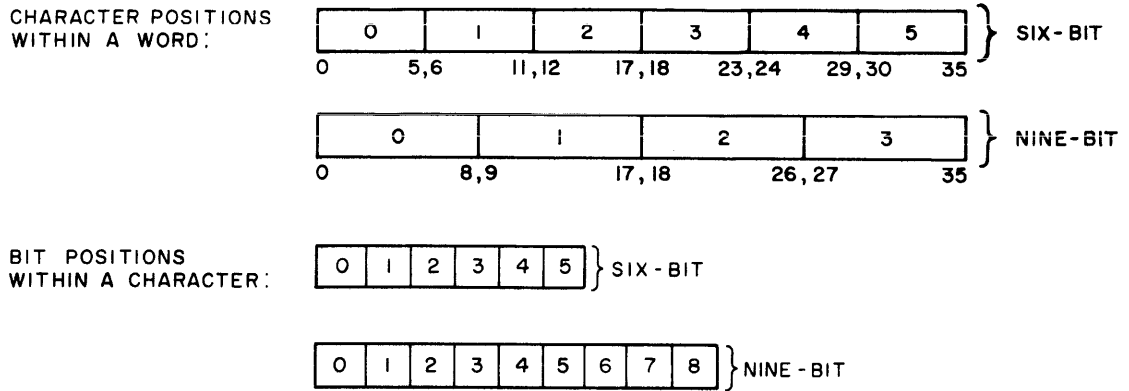 CHARACTER POSITIONS
WITHIN A WORD:
0 1 2 3 4 5 } SIX-BIT
0 5,6 11,12 17,18 23,24 29,30 35
0 1 2 3 } NINE-BIT
0 8,9 17,18 26,27 35
BIT POSITIONS
WITHIN A CHARACTER:
0 1 2 3 4 5 } SIX-BIT
0 1 2 3 4 5 6 7 8 } NINE-BIT